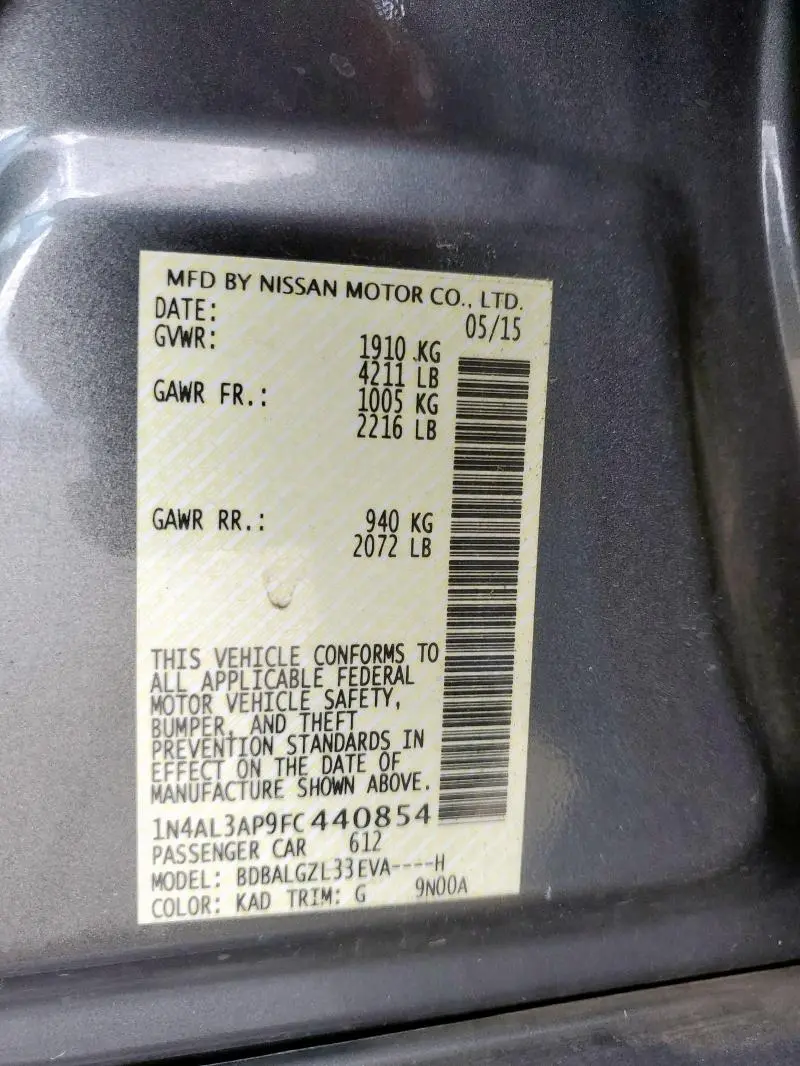 MFD BY NISSAN MOTOR CO., LTD.
DATE: 05/15
GVWR: 1910 KG
4211 LB
GAWR FR.: 1005 KG
2216 LB
GAWR RR.: 940 KG
2072 LB
THIS VEHICLE CONFORMS TO
ALL APPLICABLE FEDERAL
MOTOR VEHICLE SAFETY,
BUMPER, AND THEFT
PREVENTION STANDARDS IN
EFFECT ON THE DATE OF
MANUFACTURE SHOWN ABOVE.
1N4AL3AP9FC440854
PASSENGER CAR 612
MODEL: BDBALGZL33EVA----H
COLOR: KAD TRIM: G 9N00A